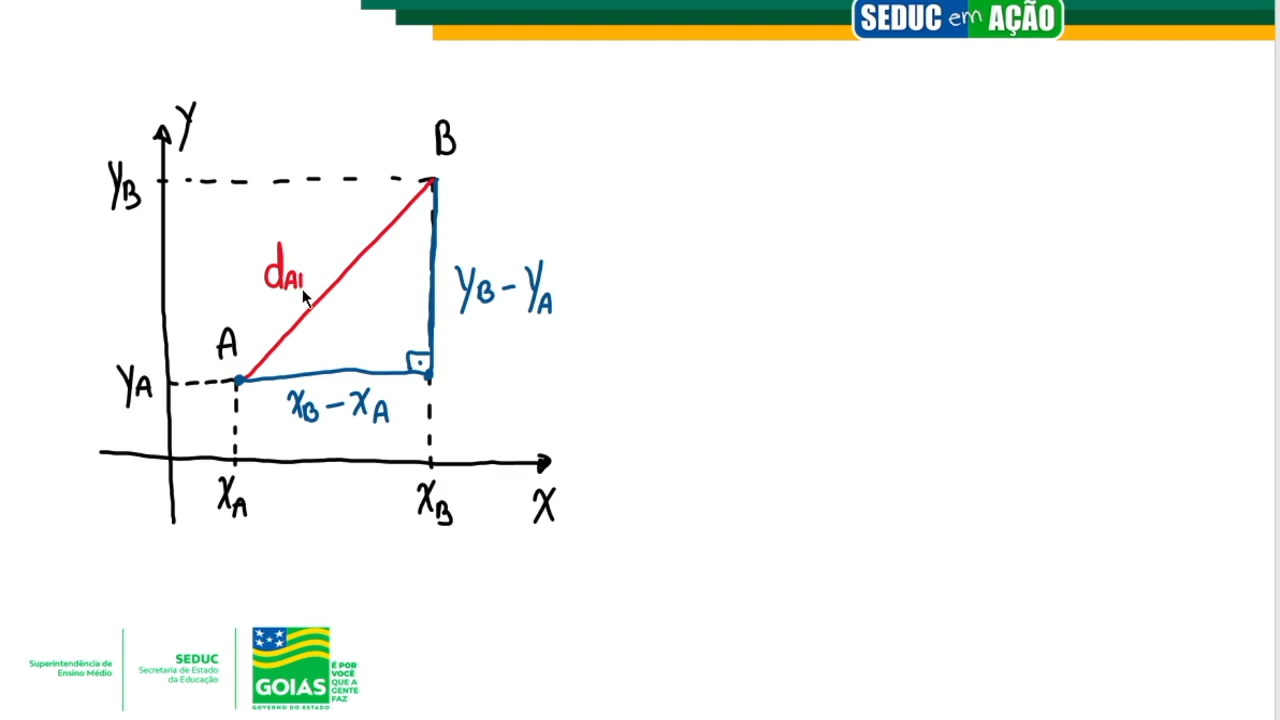 SEDUC em AÇÃO
Y
B
yB
dA
yB - yA
A
yA
xB - xA
xA
xB
X
Superintendência de
Ensino Médio
SEDUC
Secretaria de Estado
da Educação
GOIÁS
GOVERNO DO ESTADO
É POR
VOCÊ
QUE A
GENTE
FAZ